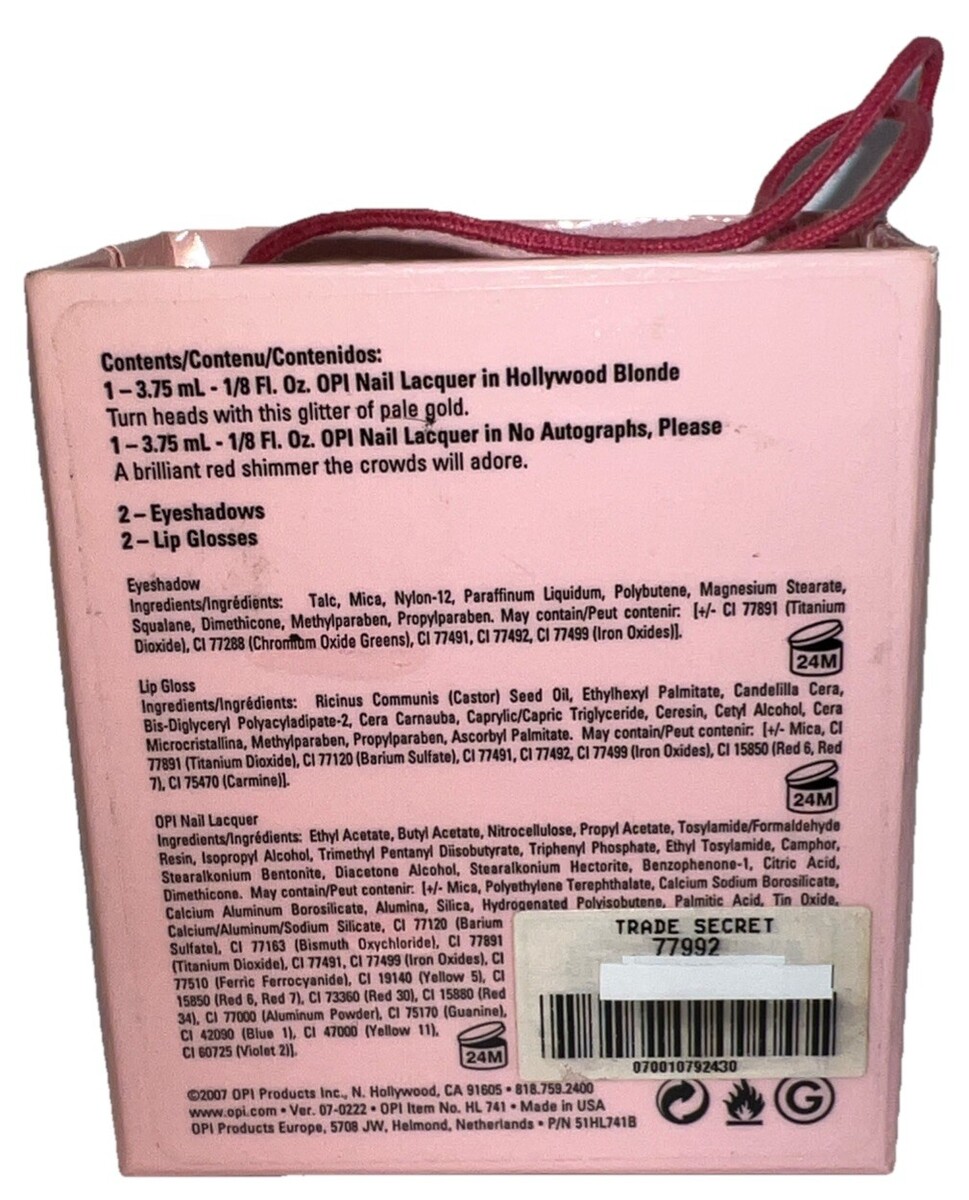 Contents/Contenu/Contenidos:
1 – 3.75 mL - 1/8 Fl. Oz. OPI Nail Lacquer in Hollywood Blonde
Turn heads with this glitter of pale gold.
1 – 3.75 mL - 1/8 Fl. Oz. OPI Nail Lacquer in No Autographs, Please
A brilliant red shimmer the crowds will adore.
2 – Eyeshadows
2 – Lip Glosses
Eyeshadow
Ingredients/Ingrédients: Talc, Mica, Nylon-12, Paraffinum Liquidum, Polybutene, Magnesium Stearate,
Squalane, Dimethicone, Methylparaben, Propylparaben. May contain/Peut contenir: [+/- CI 77891 (Titanium
Dioxide), CI 77288 (Chromium Oxide Greens), CI 77491, CI 77492, CI 77499 (Iron Oxides)].
24M
Lip Gloss
Ingredients/Ingrédients: Ricinus Communis (Castor) Seed Oil, Ethylhexyl Palmitate, Candelilla Cera,
Bis-Diglyceryl Polyacyladipate-2, Cera Carnauba, Caprylic/Capric Triglyceride, Ceresin, Cetyl Alcohol, Cera
Microcristallina, Methylparaben, Propylparaben, Ascorbyl Palmitate. May contain/Peut contenir: [+/- Mica, CI
77891 (Titanium Dioxide), CI 77120 (Barium Sulfate), CI 77491, CI 77492, CI 77499 (Iron Oxides), CI 15850 (Red 6, Red
7), CI 75470 (Carmine)].
24M
OPI Nail Lacquer
Ingredients/Ingrédients: Ethyl Acetate, Butyl Acetate, Nitrocellulose, Propyl Acetate, Tosylamide/Formaldehyde
Resin, Isopropyl Alcohol, Trimethyl Pentanyl Diisobutyrate, Triphenyl Phosphate, Ethyl Tosylamide, Camphor,
Stearalkonium Bentonite, Diacetone Alcohol, Stearalkonium Hectorite, Benzophenone-1, Citric Acid,
Dimethicone. May contain/Peut contenir: [+/- Mica, Polyethylene Terephthalate, Calcium Sodium Borosilicate,
Calcium Aluminum Borosilicate, Alumina, Silica, Hydrogenated Polyisobutene, Palmitic Acid, Tin Oxide,
Calcium/Aluminum/Sodium Silicate, CI 77120 (Barium
Sulfate), CI 77163 (Bismuth Oxychloride), CI 77891
(Titanium Dioxide), CI 77491, CI 77499 (Iron Oxides), CI
77510 (Ferric Ferrocyanide), CI 19140 (Yellow 5), CI
15850 (Red 6, Red 7), CI 73360 (Red 30), CI 15880 (Red
34), CI 77000 (Aluminum Powder), CI 75170 (Guanine),
CI 42090 (Blue 1), CI 47000 (Yellow 11),
CI 60725 (Violet 2)].
24M
TRADE SECRET
77992
070010792430
©2007 OPI Products Inc., N. Hollywood, CA 91605 • 818.759.2400
www.opi.com • Ver. 07-0222 • OPI Item No. HL 741 • Made in USA
OPI Products Europe, 5708 JW, Helmond, Netherlands • P/N 51HL741B
G